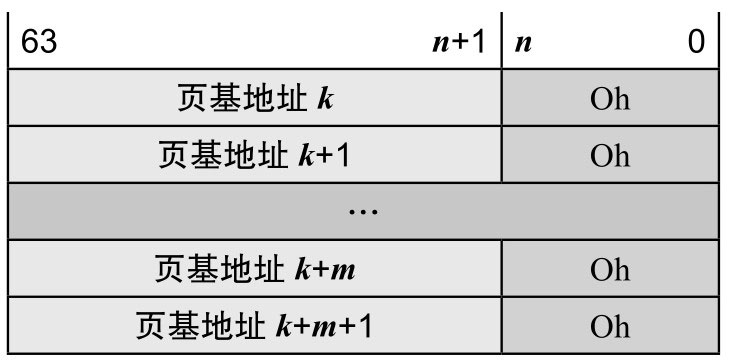 63 n+1 n 0
页基地址 k Oh
页基地址 k+1 Oh
...
页基地址 k+m Oh
页基地址 k+m+1 Oh